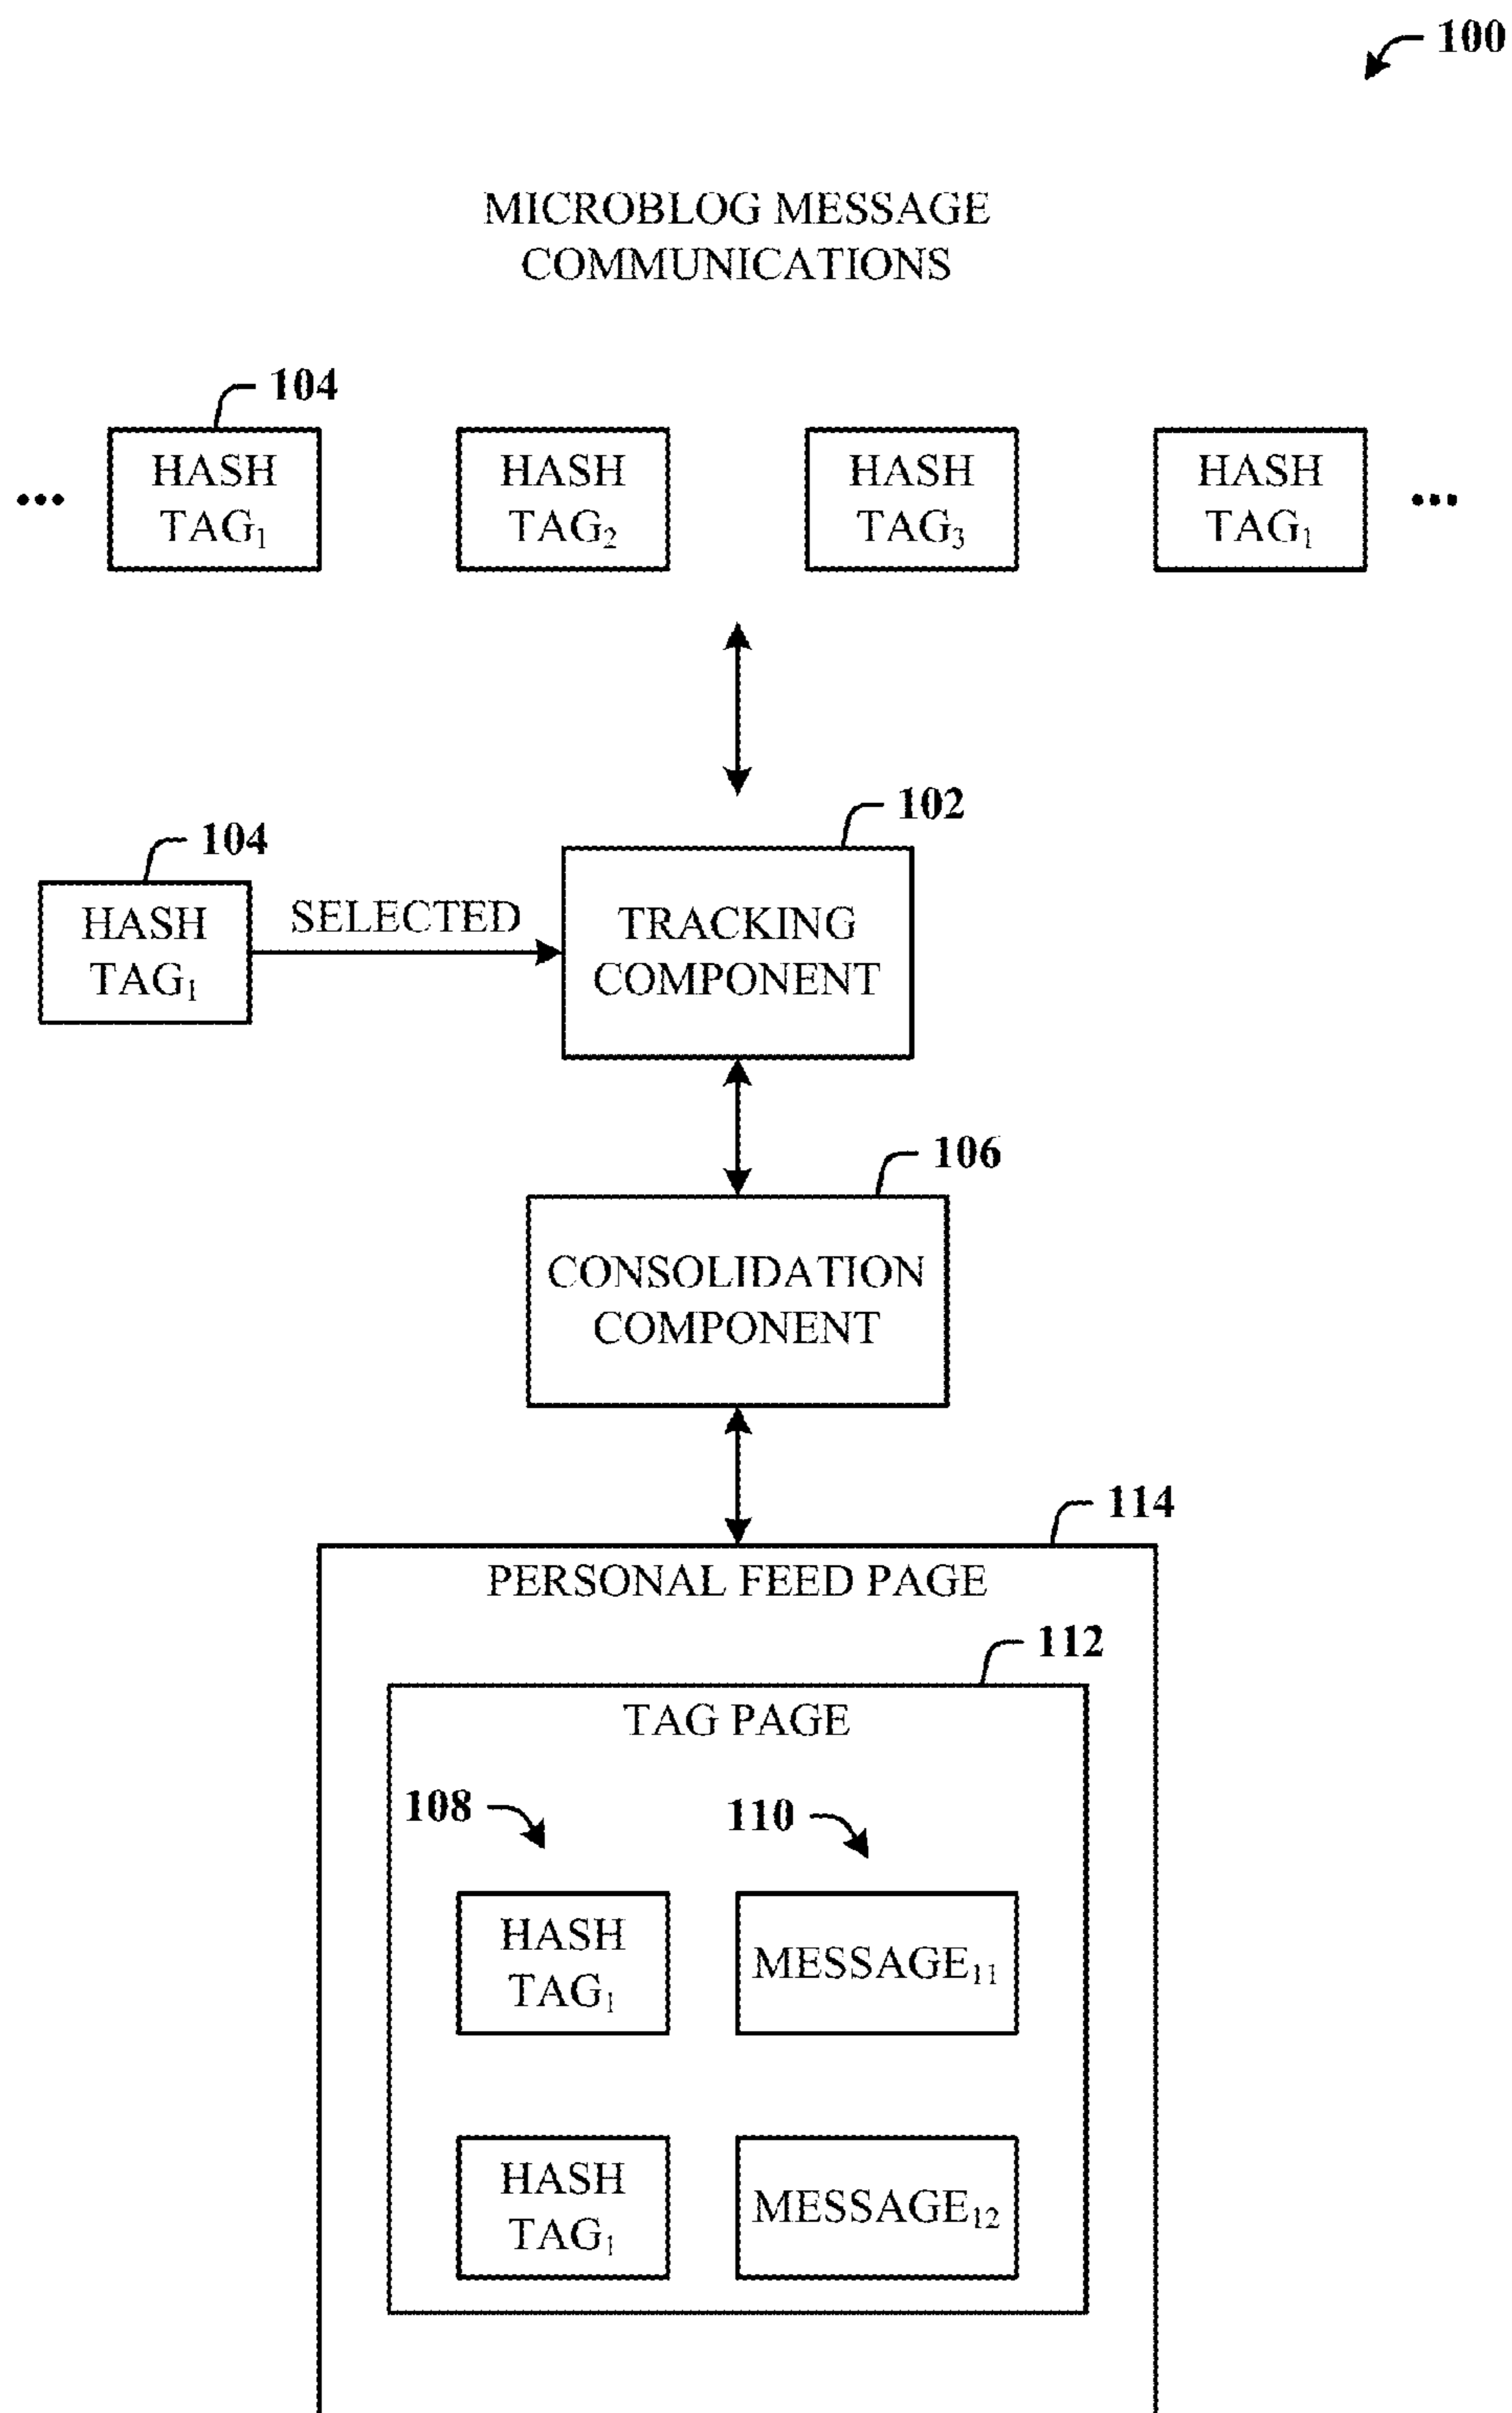 100
MICROBLOG MESSAGE
COMMUNICATIONS
104
... HASH TAG₁ HASH TAG₂ HASH TAG₃ HASH TAG₁ ...
102
104
HASH
TAG₁
SELECTED
TRACKING
COMPONENT
106
CONSOLIDATION
COMPONENT
114
PERSONAL FEED PAGE
112
TAG PAGE
108
110
HASH
TAG₁
MESSAGE₁₁
HASH
TAG₁
MESSAGE₁₂